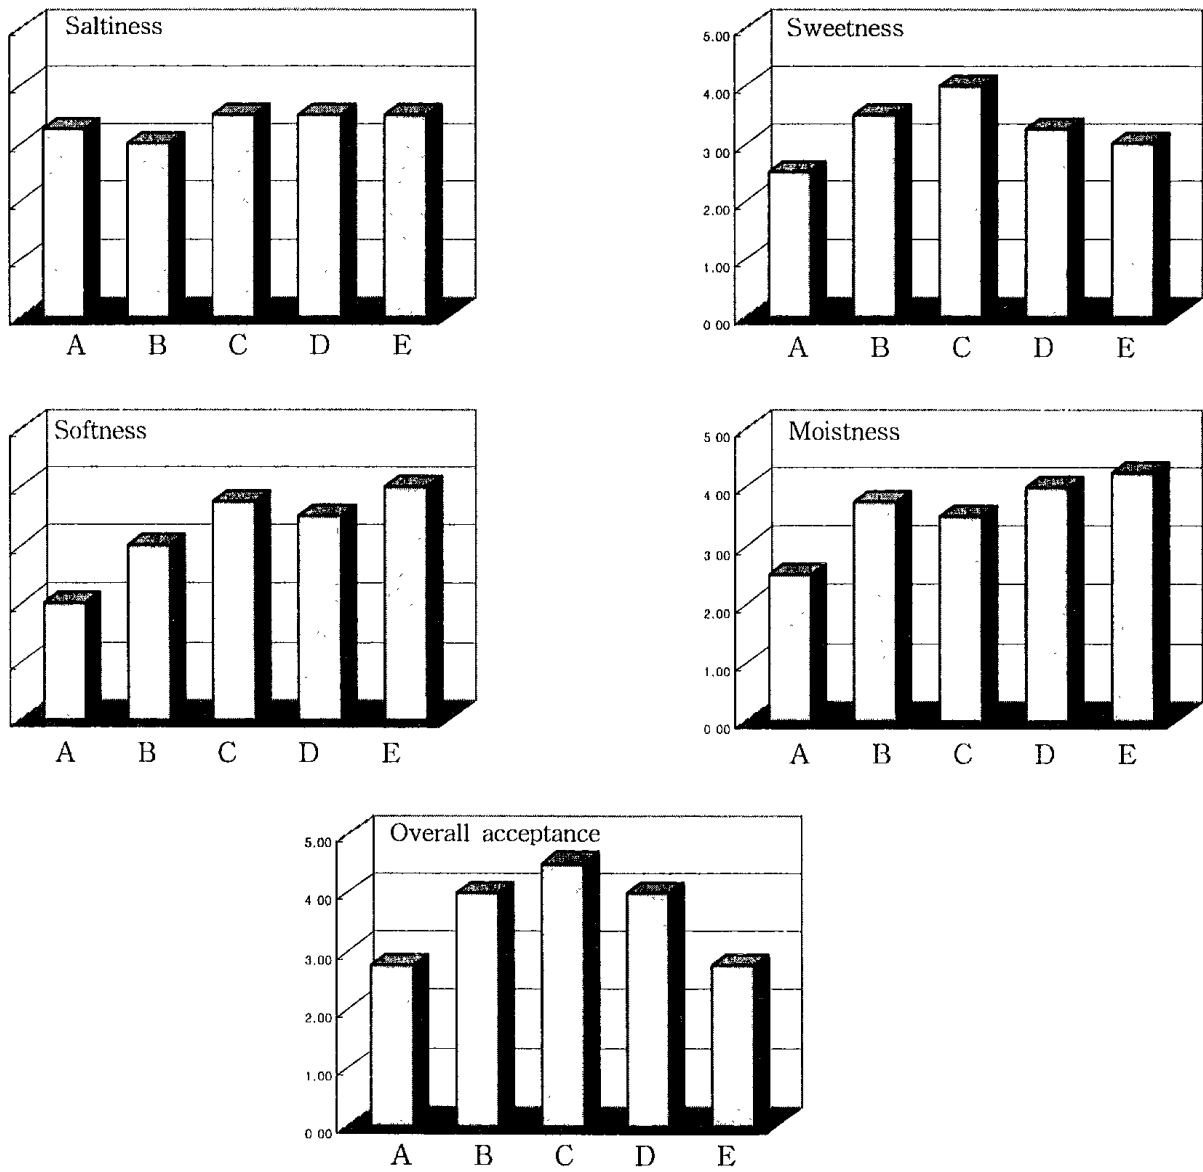 Saltiness
A B C D E
Sweetness
5.00
4.00
3.00
2.00
1.00
0 00
A B C D E
Softness
A B C D E
Moistness
5 00
4 00
3 00
2 00
1 00
0 00
A B C D E
Overall acceptance
5.00
4.00
3.00
2 00
1.00
0 00
A B C D E